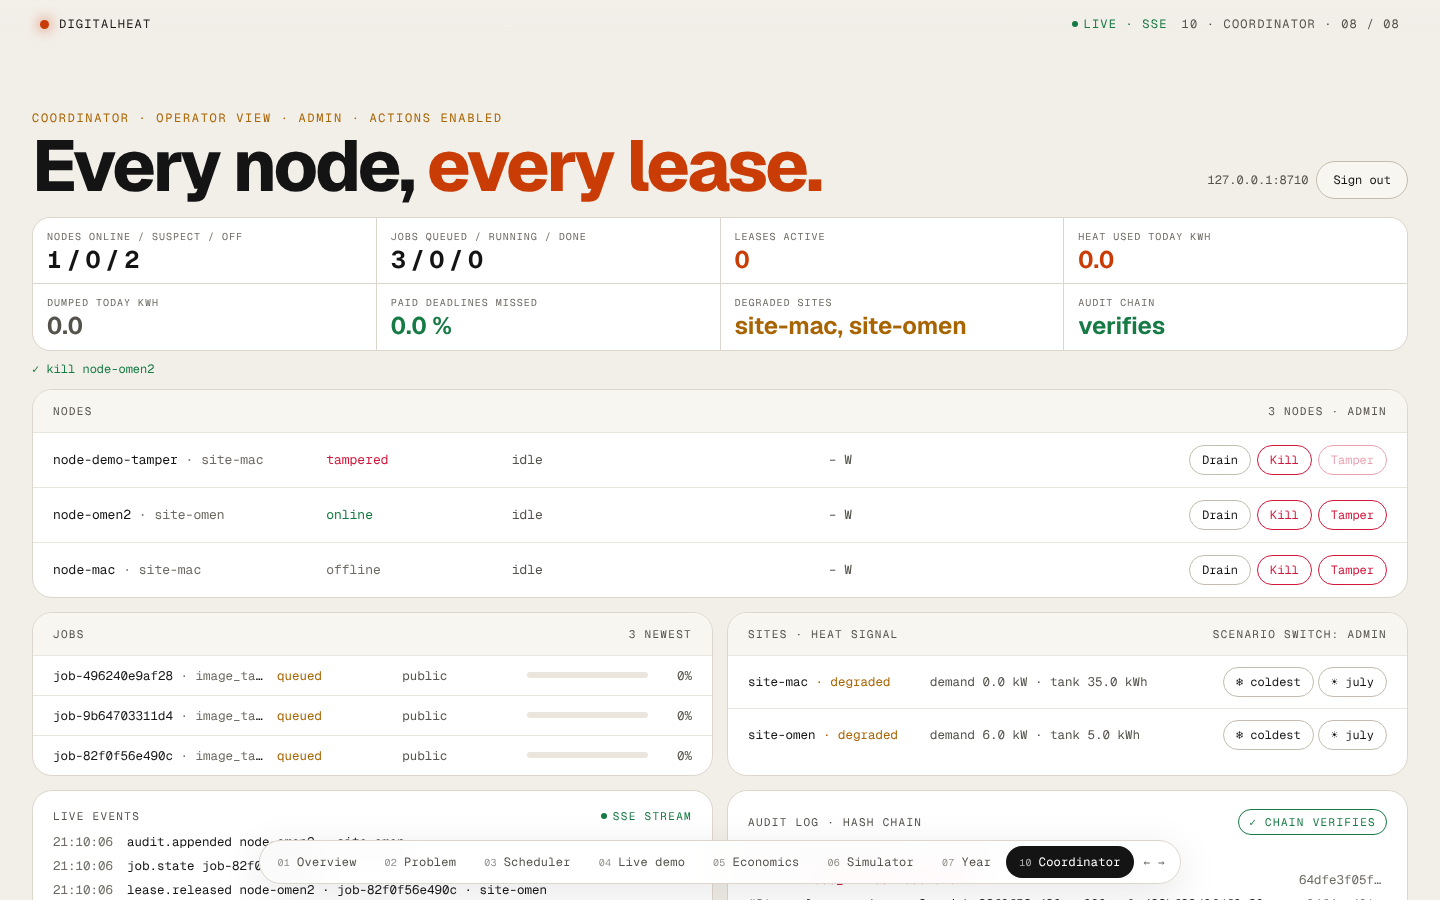 DIGITALHEAT
LIVE · SSE 10 · COORDINATOR · 08 / 08
COORDINATOR · OPERATOR VIEW · ADMIN · ACTIONS ENABLED
Every node, every lease.
127.0.0.1:8710 Sign out
NODES ONLINE / SUSPECT / OFF
1 / 0 / 2
JOBS QUEUED / RUNNING / DONE
3 / 0 / 0
LEASES ACTIVE
0
HEAT USED TODAY KWH
0.0
DUMPED TODAY KWH
0.0
PAID DEADLINES MISSED
0.0 %
DEGRADED SITES
site-mac, site-omen
AUDIT CHAIN
verifies
✓ kill node-omen2
NODES 3 NODES · ADMIN
node-demo-tamper · site-mac tampered idle – W Drain Kill Tamper
node-omen2 · site-omen online idle – W Drain Kill Tamper
node-mac · site-mac offline idle – W Drain Kill Tamper
JOBS 3 NEWEST
job-496240e9af28 · image_ta… queued public 0%
job-9b64703311d4 · image_ta… queued public 0%
job-82f0f56e490c · image_ta… queued public 0%
SITES · HEAT SIGNAL SCENARIO SWITCH: ADMIN
site-mac · degraded demand 0.0 kW · tank 35.0 kWh ❄ coldest ☀ july
site-omen · degraded demand 6.0 kW · tank 5.0 kWh ❄ coldest ☀ july
LIVE EVENTS SSE STREAM
21:10:06 audit.appended node
21:10:06 job.state job-82f0
21:10:06 lease.released node-omen2 · job-82f0f56e490c · site-omen
AUDIT LOG · HASH CHAIN ✓ CHAIN VERIFIES
64dfe3f05f…
01 Overview 02 Problem 03 Scheduler 04 Live demo 05 Economics 06 Simulator 07 Year 10 Coordinator ← →